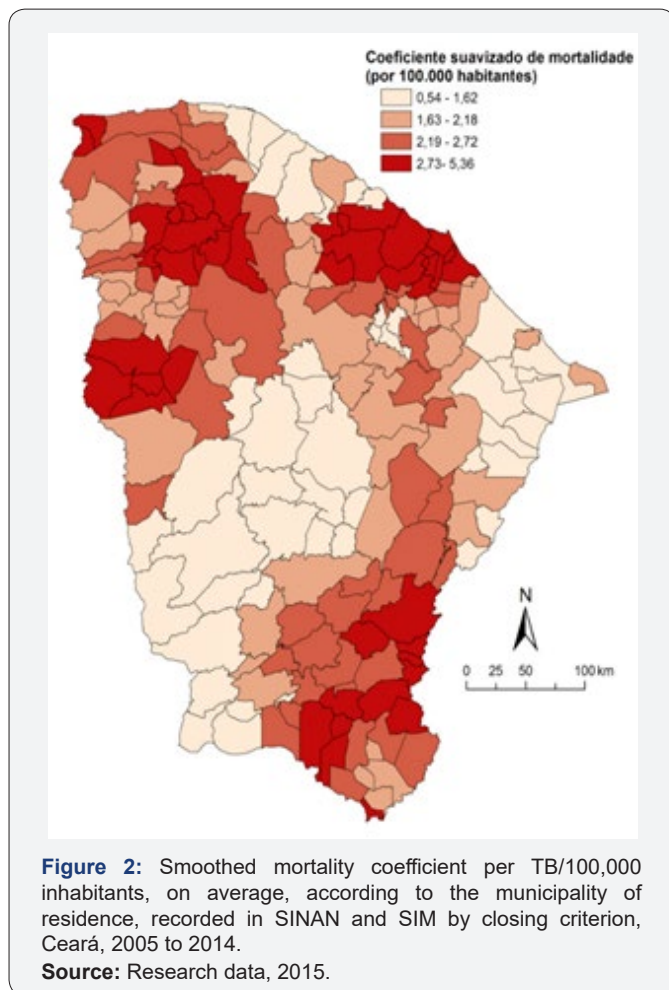 Coeficiente suavizado de mortalidade
(por 100.000 habitantes)
0,54 - 1,62
1,63 - 2,18
2,19 - 2,72
2,73- 5,36
N
0 25 50 100 km
Figure 2: Smoothed mortality coefficient per TB/100,000
inhabitants, on average, according to the municipality of
residence, recorded in SINAN and SIM by closing criterion,
Ceará, 2005 to 2014.
Source: Research data, 2015.